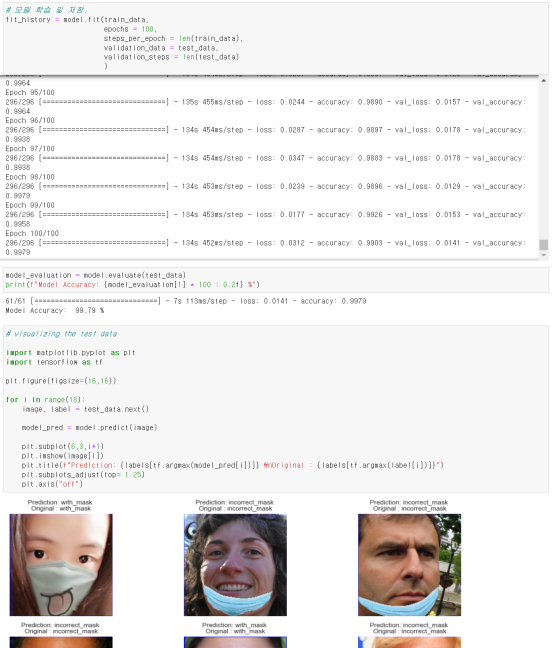 # 모델 학습 및 저장.
fit_history = model.fit(train_data,
epochs = 100,
steps_per_epoch = len(train_data),
validation_data = test_data,
validation_steps = len(test_data)
)
0.9964
Epoch 95/100
296/296 [==============================] - 135s 455ms/step - loss: 0.0244 - accuracy: 0.9890 - val_loss: 0.0157 - val_accuracy:
0.9964
Epoch 96/100
296/296 [==============================] - 134s 454ms/step - loss: 0.0287 - accuracy: 0.9897 - val_loss: 0.0178 - val_accuracy:
0.9938
Epoch 97/100
296/296 [==============================] - 134s 454ms/step - loss: 0.0347 - accuracy: 0.9883 - val_loss: 0.0176 - val_accuracy:
0.9938
Epoch 98/100
296/296 [==============================] - 134s 453ms/step - loss: 0.0239 - accuracy: 0.9896 - val_loss: 0.0129 - val_accuracy:
0.9979
Epoch 99/100
296/296 [==============================] - 134s 453ms/step - loss: 0.0177 - accuracy: 0.9926 - val_loss: 0.0153 - val_accuracy:
0.9958
Epoch 100/100
296/296 [==============================] - 134s 452ms/step - loss: 0.0312 - accuracy: 0.9903 - val_loss: 0.0141 - val_accuracy:
0.9979
model_evaluation = model.evaluate(test_data)
print(f"Model Accuracy: {model_evaluation[1] * 100 : 0.2f} %")
61/61 [==============================] - 7s 113ms/step - loss: 0.0141 - accuracy: 0.9979
Model Accuracy:  99.79 %
# visualizing the test data
import matplotlib.pyplot as plt
import tensorflow as tf
plt.figure(figsize=(16,16))
for i in range(18):
image, label = test_data.next()
model_pred = model.predict(image)
plt.subplot(6,3,i+1)
plt.imshow(image[i])
plt.title(f"Prediction: {labels[tf.argmax(model_pred[i])]} ₩nOriginal : {labels[tf.argmax(label[i])]}")
plt.subplots_adjust(top= 1.25)
plt.axis("off")
Prediction: with_mask
Original : with_mask
Prediction: incorrect_mask
Original : incorrect_mask
Prediction: incorrect_mask
Original : incorrect_mask
Prediction: incorrect_mask
Original : incorrect_mask
Prediction: with_mask
Original : with_mask
Prediction: incorrect_mask
Original : incorrect_mask